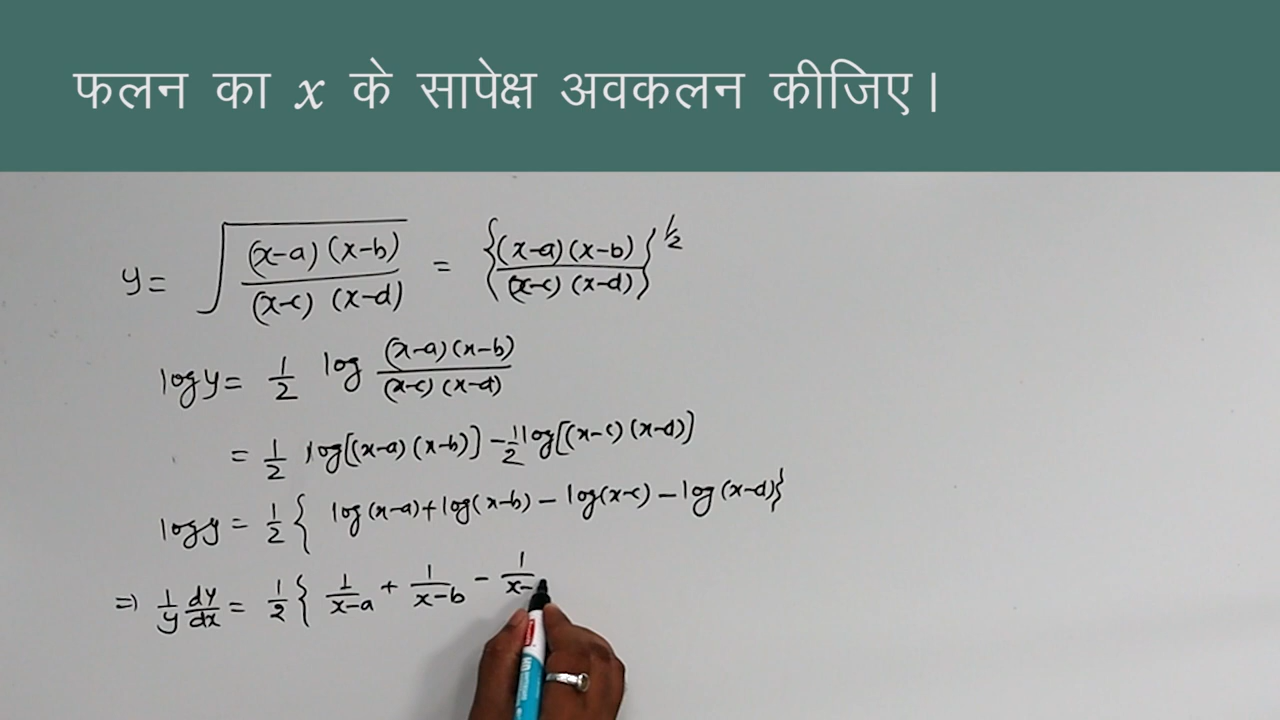 फलन का x के सापेक्ष अवकलन कीजिए।
y = √((x-a)(x-b)/(x-c)(x-d)) = {(x-a)(x-b)/(x-c)(x-d)}^1/2
log y = 1/2 log (x-a)(x-b)/(x-c)(x-d)
= 1/2 log[(x-a)(x-b)] - 1/2 log[(x-c)(x-d)]
log y = 1/2 { log(x-a) + log(x-b) - log(x-c) - log(x-d)}
⇒ 1/y dy/dx = 1/2 { 1/x-a + 1/x-b - 1/x-